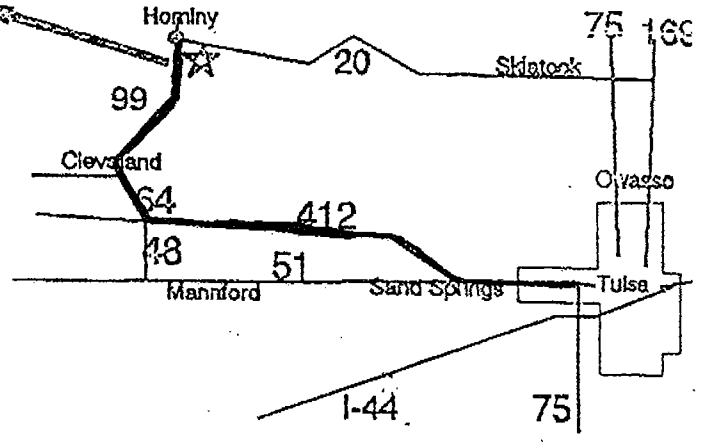 Hominy
75 169
20
Skiatook
99
Cleveland
Owasso
64
412
48
51
Mannford
Sand Springs
Tulsa
I-44
75